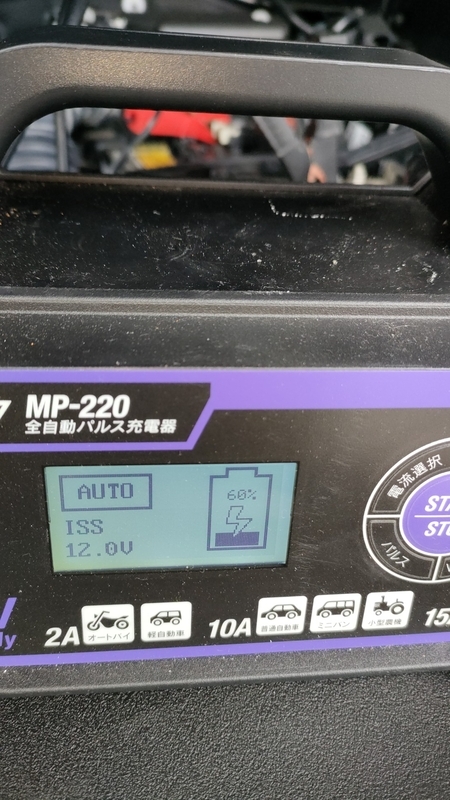 MP-220
全自動パルス充電器
AUTO
60%
ISS
12.0V
電流選択
パルス
2A
オートバイ
軽自動車
10A
普通自動車
ミニバン
小型農機